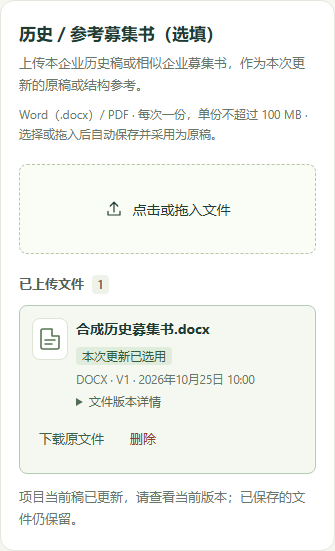 历史 / 参考募集书（选填）
上传本企业历史稿或相似企业募集书，作为本次更
新的原稿或结构参考。
Word（.docx）/ PDF · 每次一份，单份不超过 100 MB ·
选择或拖入后自动保存并采用为原稿。
点击或拖入文件
已上传文件 1
合成历史募集书.docx
本次更新已选用
DOCX · V1 · 2026年10月25日 10:00
▶ 文件版本详情
下载原文件 删除
项目当前稿已更新，请查看当前版本；已保存的文
件仍保留。